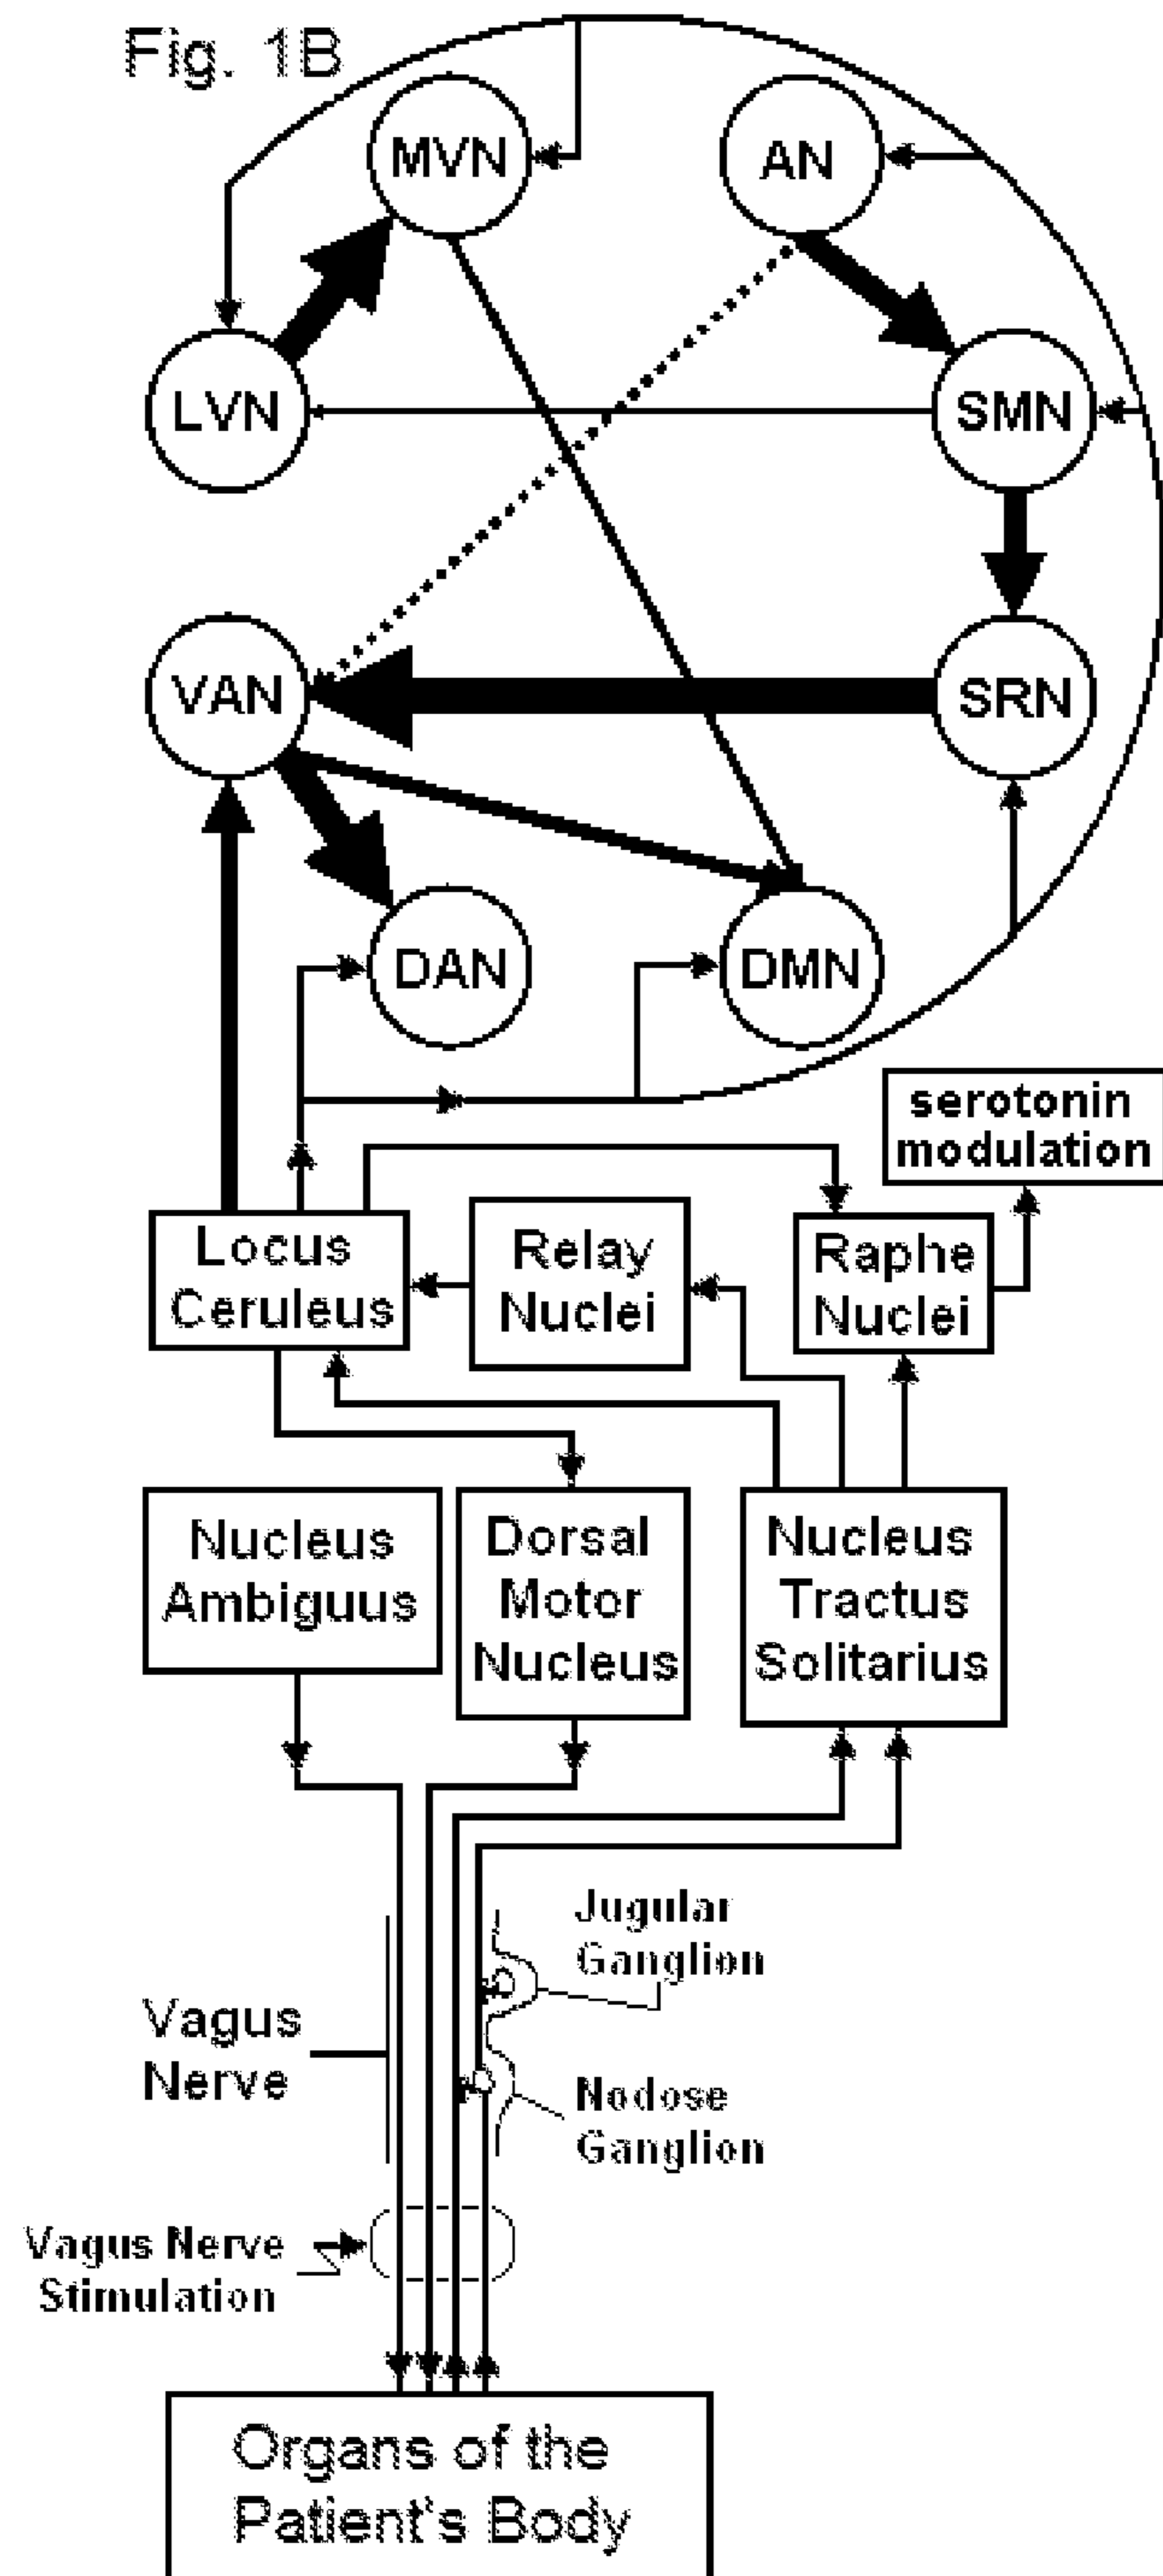 Fig. 1B
MVN
AN
LVN
SMN
VAN
SRN
DAN
DMN
serotonin
modulation
Locus
Ceruleus
Relay
Nuclei
Raphe
Nuclei
Nucleus
Ambiguus
Dorsal
Motor
Nucleus
Nucleus
Tractus
Solitarius
Jugular
Ganglion
Vagus
Nerve
Nodose
Ganglion
Vagus Nerve
Stimulation
Organs of the
Patient's Body